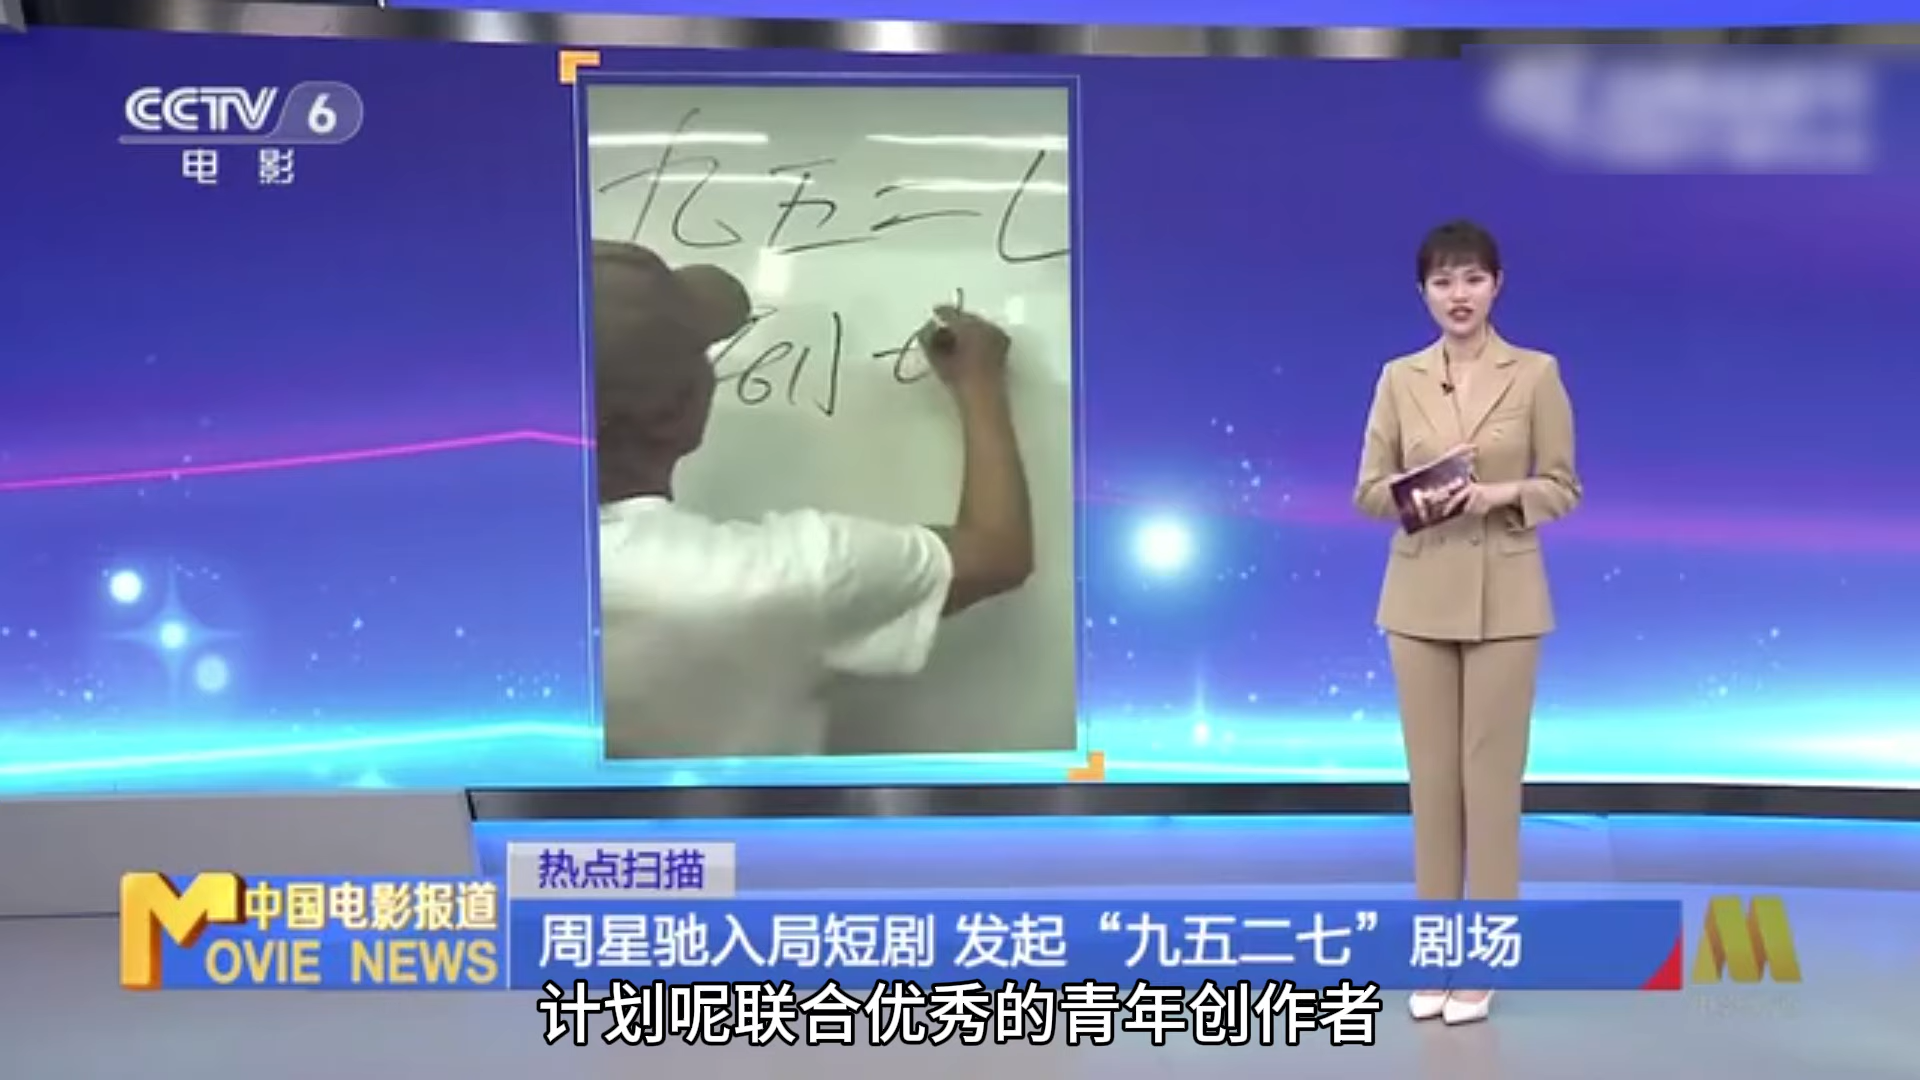 CCTV 6
电影
九五二七
热点扫描
中国电影报道
MOVIE NEWS
周星驰入局短剧 发起“九五二七”剧场
计划呢联合优秀的青年创作者